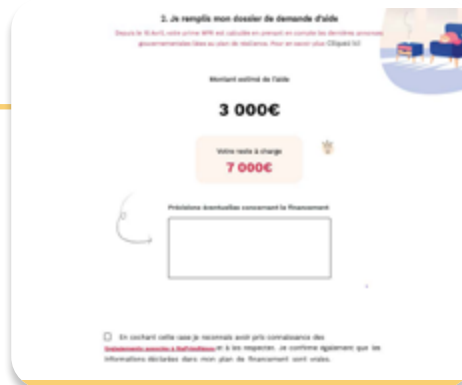 2. Je remplis mon dossier de demande d'aide
Depuis le 15 Avril, cette prime MPR est calculée en prenant en compte les dernières annonces
gouvernementales liées au plan de résilience. Pour en savoir plus Cliquez ici
Montant estimé de l'aide
3 000€
Votre reste à charge
7 000€
Précisions éventuelles concernant le financement
En cochant cette case je reconnais avoir pris connaissance des
et à les respecter. Je confirme également que les
informations déclarées dans mon plan de financement sont vraies.